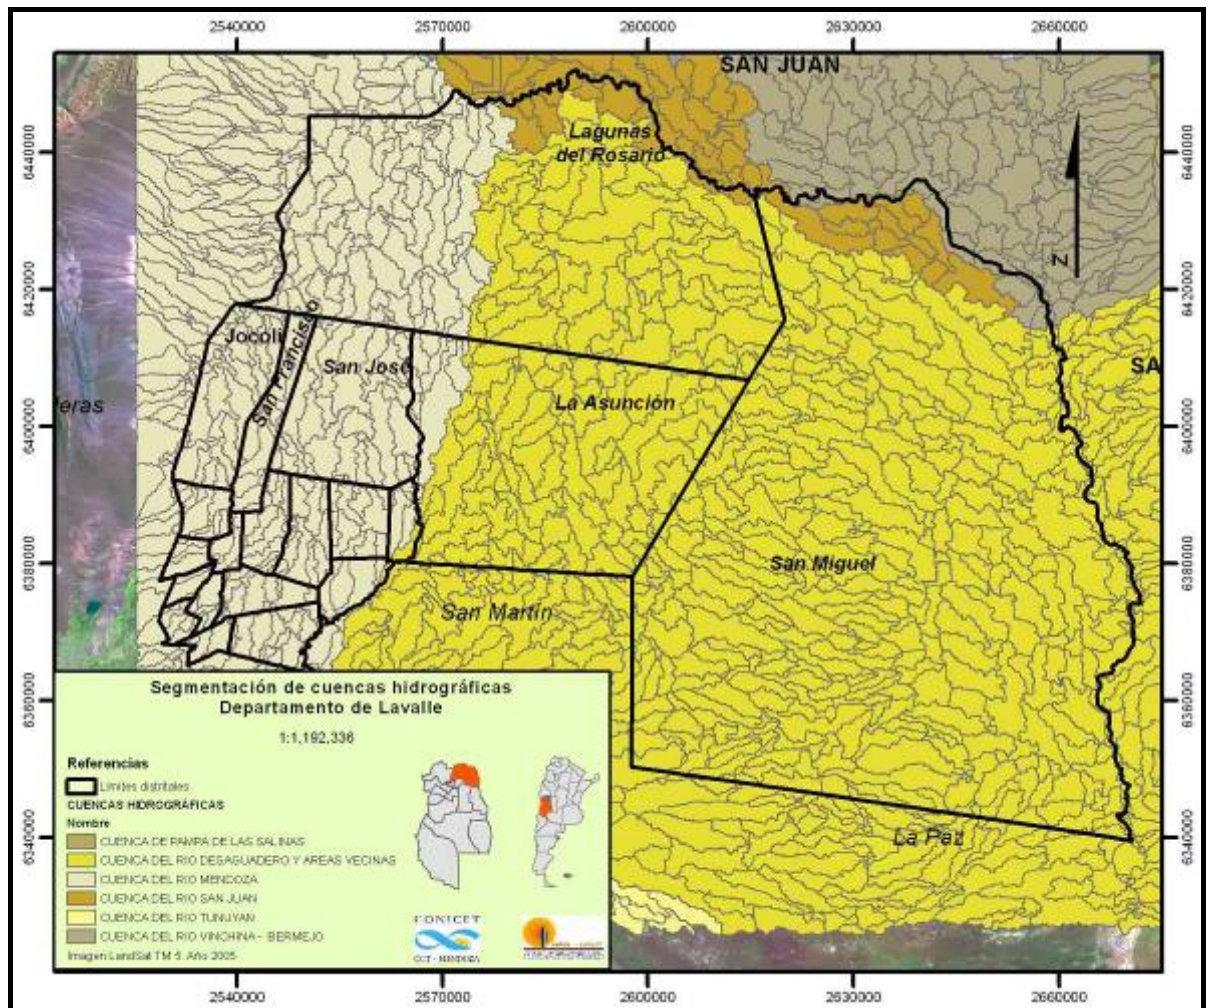 2540000 2570000 2600000 2630000 2660000
SAN JUAN
Lagunas
del Rosario
6440000 6440000
N
6420000 6420000
Jocolí
San Francisco
San José
La Asunción
SA
eras
6400000 6400000
6380000 6380000
San Miguel
San Martín
6360000 6360000
La Paz
6340000 6340000
Segmentación de cuencas hidrográficas
Departamento de Lavalle
1:1,192,336
Referencias
Límites distritales
CUENCAS HIDROGRÁFICAS
Nombre
CUENCA DE PAMPA DE LAS SALINAS
CUENCA DEL RIO DESAGUADERO Y AREAS VECINAS
CUENCA DEL RIO MENDOZA
CUENCA DEL RIO SAN JUAN
CUENCA DEL RIO TUNUYAN
CUENCA DEL RIO VINCHINA - BERMEJO
Imagen LandSat TM 5. Año 2005
CONICET
CCT - MENDOZA
2540000 2570000 2600000 2630000 2660000